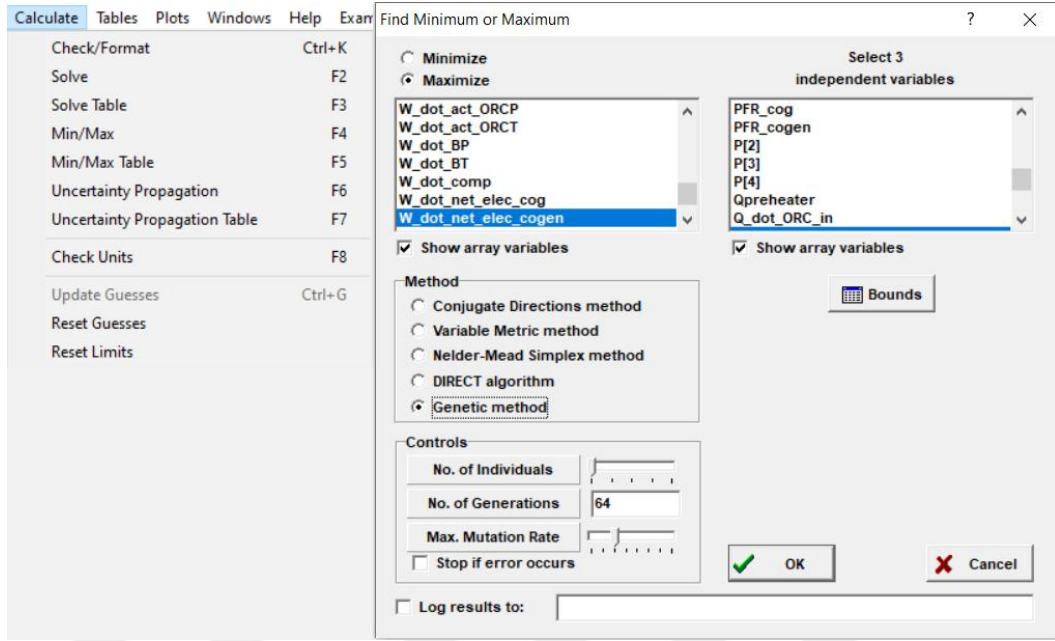 Calculate Tables Plots Windows Help Exam
Check/Format Ctrl+K
Solve F2
Solve Table F3
Min/Max F4
Min/Max Table F5
Uncertainty Propagation F6
Uncertainty Propagation Table F7
Check Units F8
Update Guesses Ctrl+G
Reset Guesses
Reset Limits
Find Minimum or Maximum ?
Minimize
Maximize
W_dot_act_ORCP
W_dot_act_ORCT
W_dot_BP
W_dot_BT
W_dot_comp
W_dot_net_elec_cog
W_dot_net_elec_cogen
Show array variables
Select 3
independent variables
PFR_cog
PFR_cogen
P[2]
P[3]
P[4]
Qpreheater
Q_dot_ORC_in
Show array variables
Method
Conjugate Directions method
Variable Metric method
Nelder-Mead Simplex method
DIRECT algorithm
Genetic method
Bounds
Controls
No. of Individuals
No. of Generations 64
Max. Mutation Rate
Stop if error occurs
OK Cancel
Log results to: